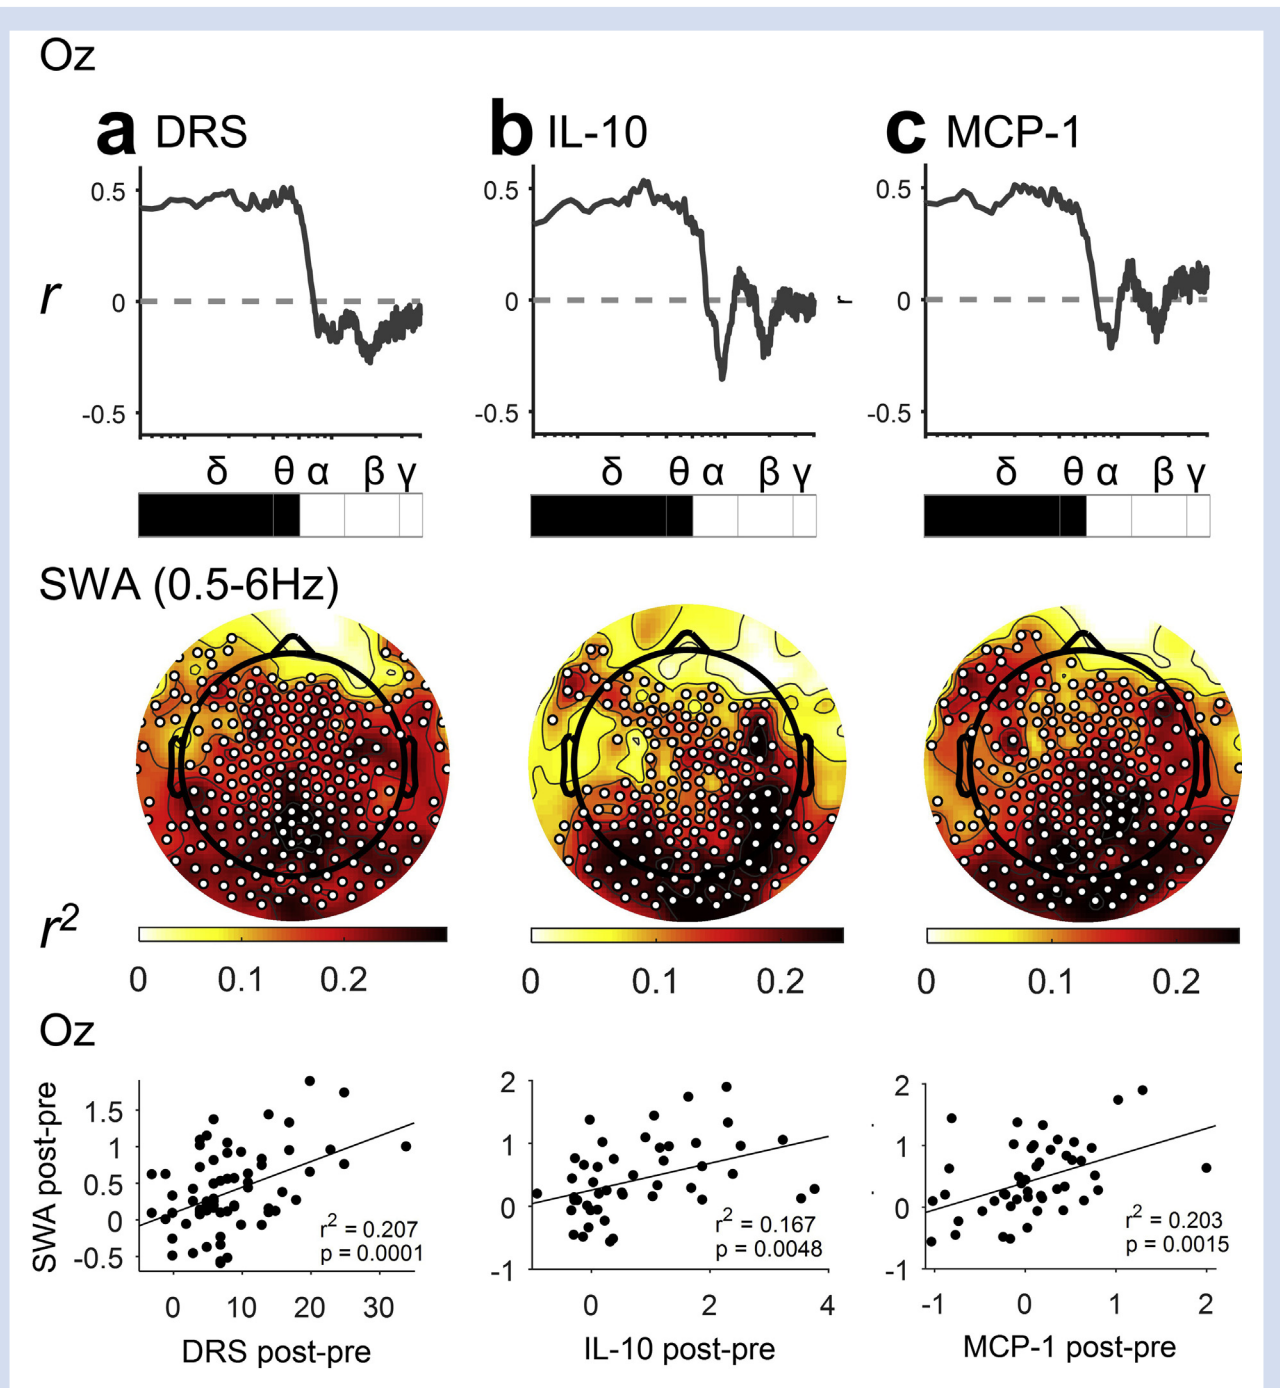 Oz
a DRS b IL-10 c MCP-1
0.5 0.5 0.5
r 0 0 r 0
-0.5 -0.5 -0.5
δ θ α β γ δ θ α β γ δ θ α β γ
SWA (0.5-6Hz)
r2
0 0.1 0.2 0 0.1 0.2 0 0.1 0.2
Oz
SWA post-pre
1.5
1
0.5
0
-0.5
r2 = 0.207
p = 0.0001
0 10 20 30
DRS post-pre
2
1
0
-1
r2 = 0.167
p = 0.0048
0 2 4
IL-10 post-pre
2
1
0
-1
r2 = 0.203
p = 0.0015
-1 0 1 2
MCP-1 post-pre